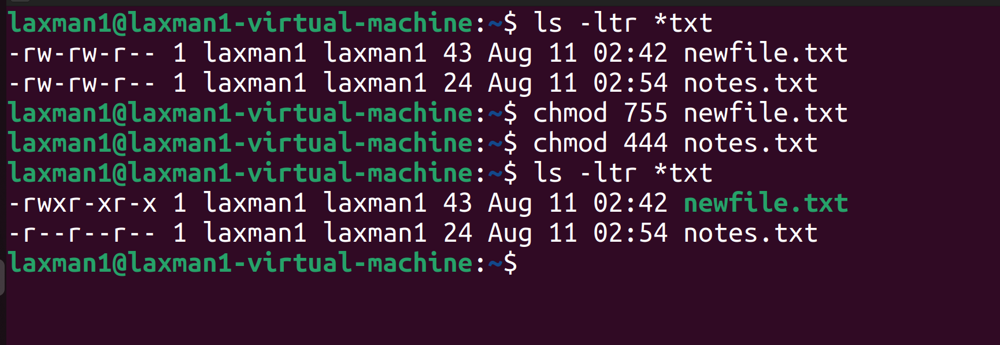 laxman1@laxman1-virtual-machine:~$ ls -ltr *txt
-rw-rw-r-- 1 laxman1 laxman1 43 Aug 11 02:42 newfile.txt
-rw-rw-r-- 1 laxman1 laxman1 24 Aug 11 02:54 notes.txt
laxman1@laxman1-virtual-machine:~$ chmod 755 newfile.txt
laxman1@laxman1-virtual-machine:~$ chmod 444 notes.txt
laxman1@laxman1-virtual-machine:~$ ls -ltr *txt
-rwxr-xr-x 1 laxman1 laxman1 43 Aug 11 02:42 newfile.txt
-r--r--r-- 1 laxman1 laxman1 24 Aug 11 02:54 notes.txt
laxman1@laxman1-virtual-machine:~$